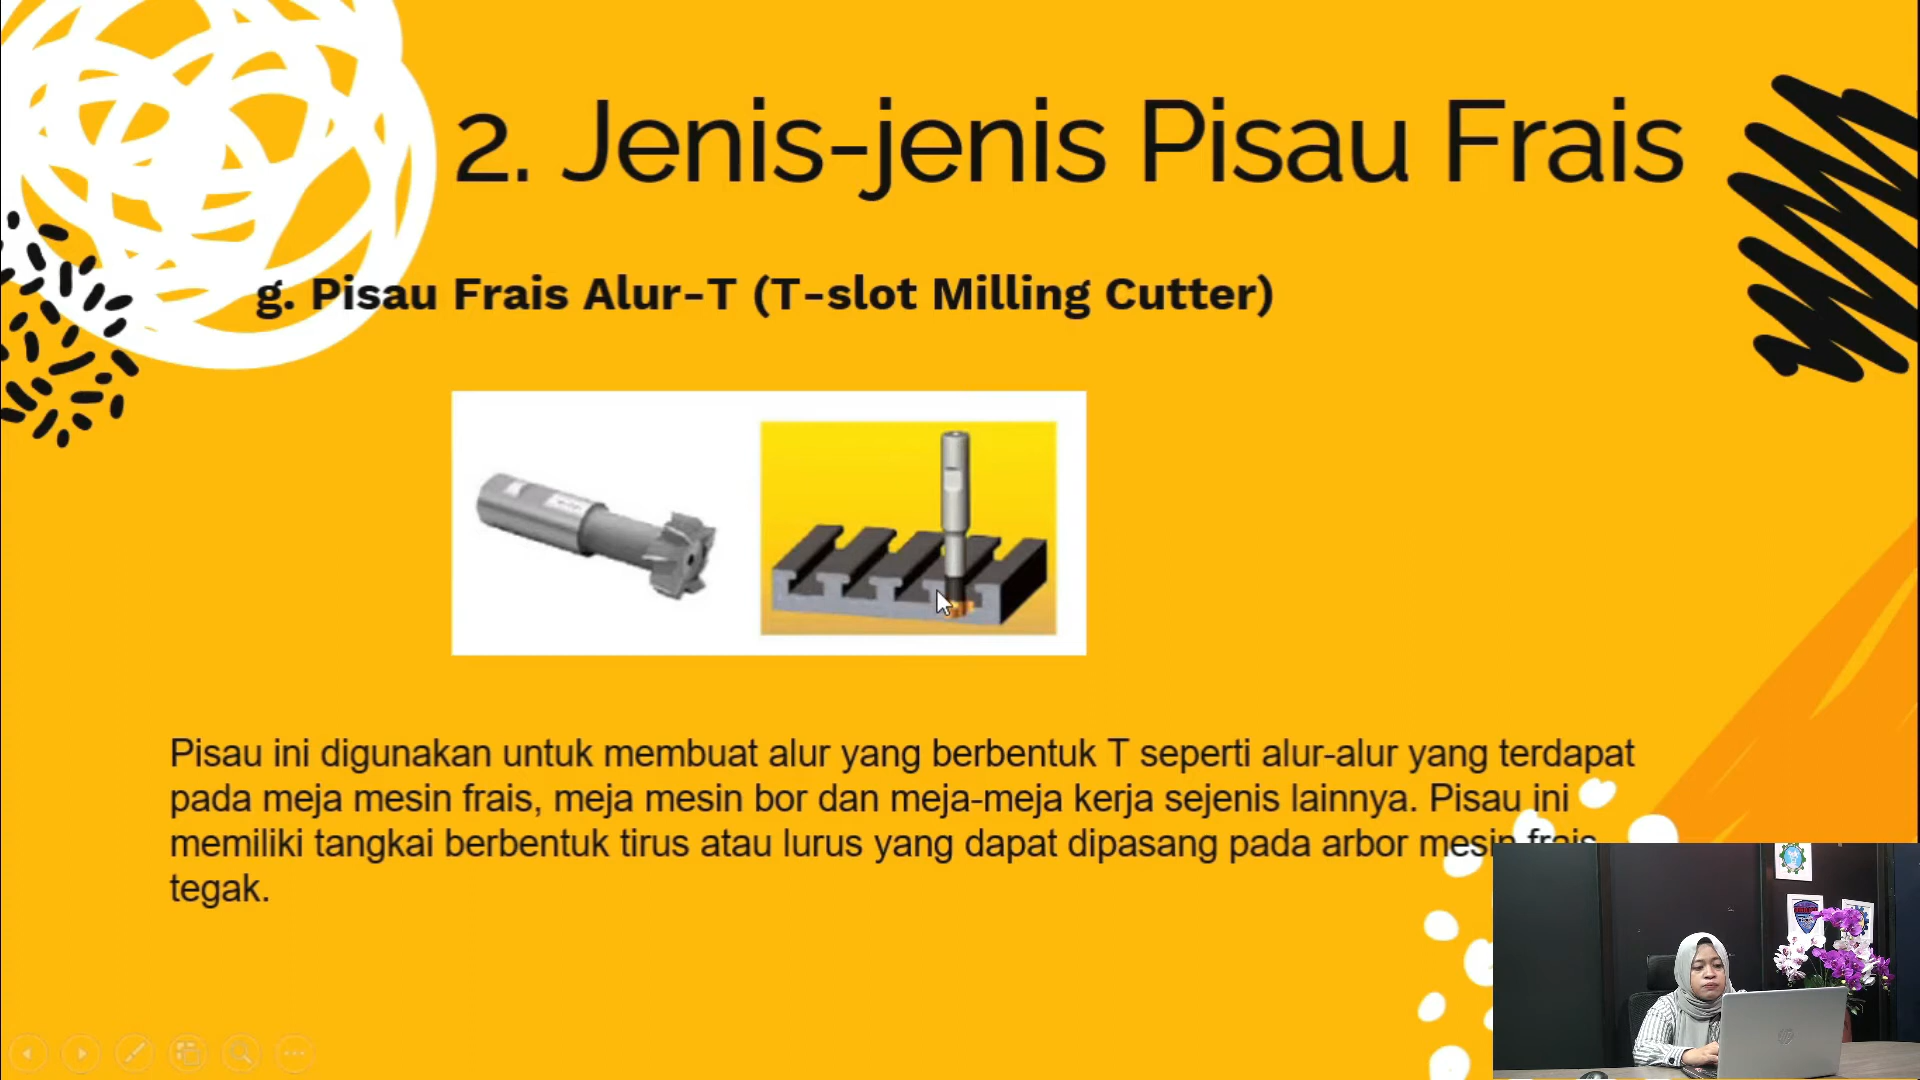 2. Jenis-jenis Pisau Frais
g. Pisau Frais Alur-T (T-slot Milling Cutter)
Pisau ini digunakan untuk membuat alur yang berbentuk T seperti alur-alur yang terdapat
pada meja mesin frais, meja mesin bor dan meja-meja kerja sejenis lainnya. Pisau ini
memiliki tangkai berbentuk tirus atau lurus yang dapat dipasang pada arbor mesin frais
tegak.